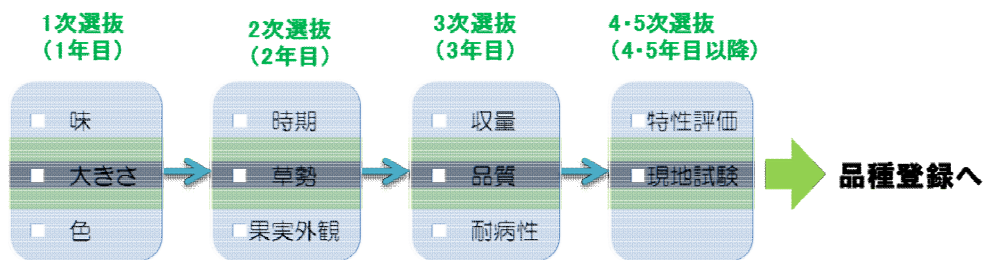 1次選抜
(1年目)
味
大きさ
色
2次選抜
(2年目)
時期
草勢
果実外観
3次選抜
(3年目)
収量
品質
耐病性
4・5次選抜
(4・5年目以降)
特性評価
現地試験
品種登録へ